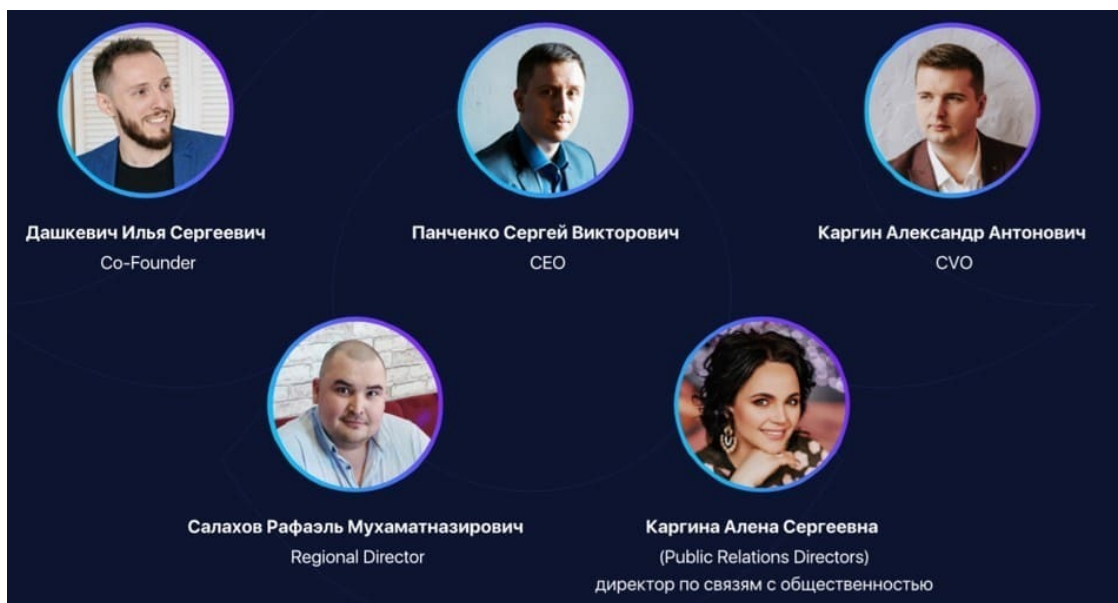 Дашкевич Илья Сергеевич
Co-Founder
Панченко Сергей Викторович
CEO
Каргин Александр Антонович
CVO
Салахов Рафаэль Мухаматназирович
Regional Director
Каргина Алена Сергеевна
(Public Relations Directors)
директор по связям с общественностью